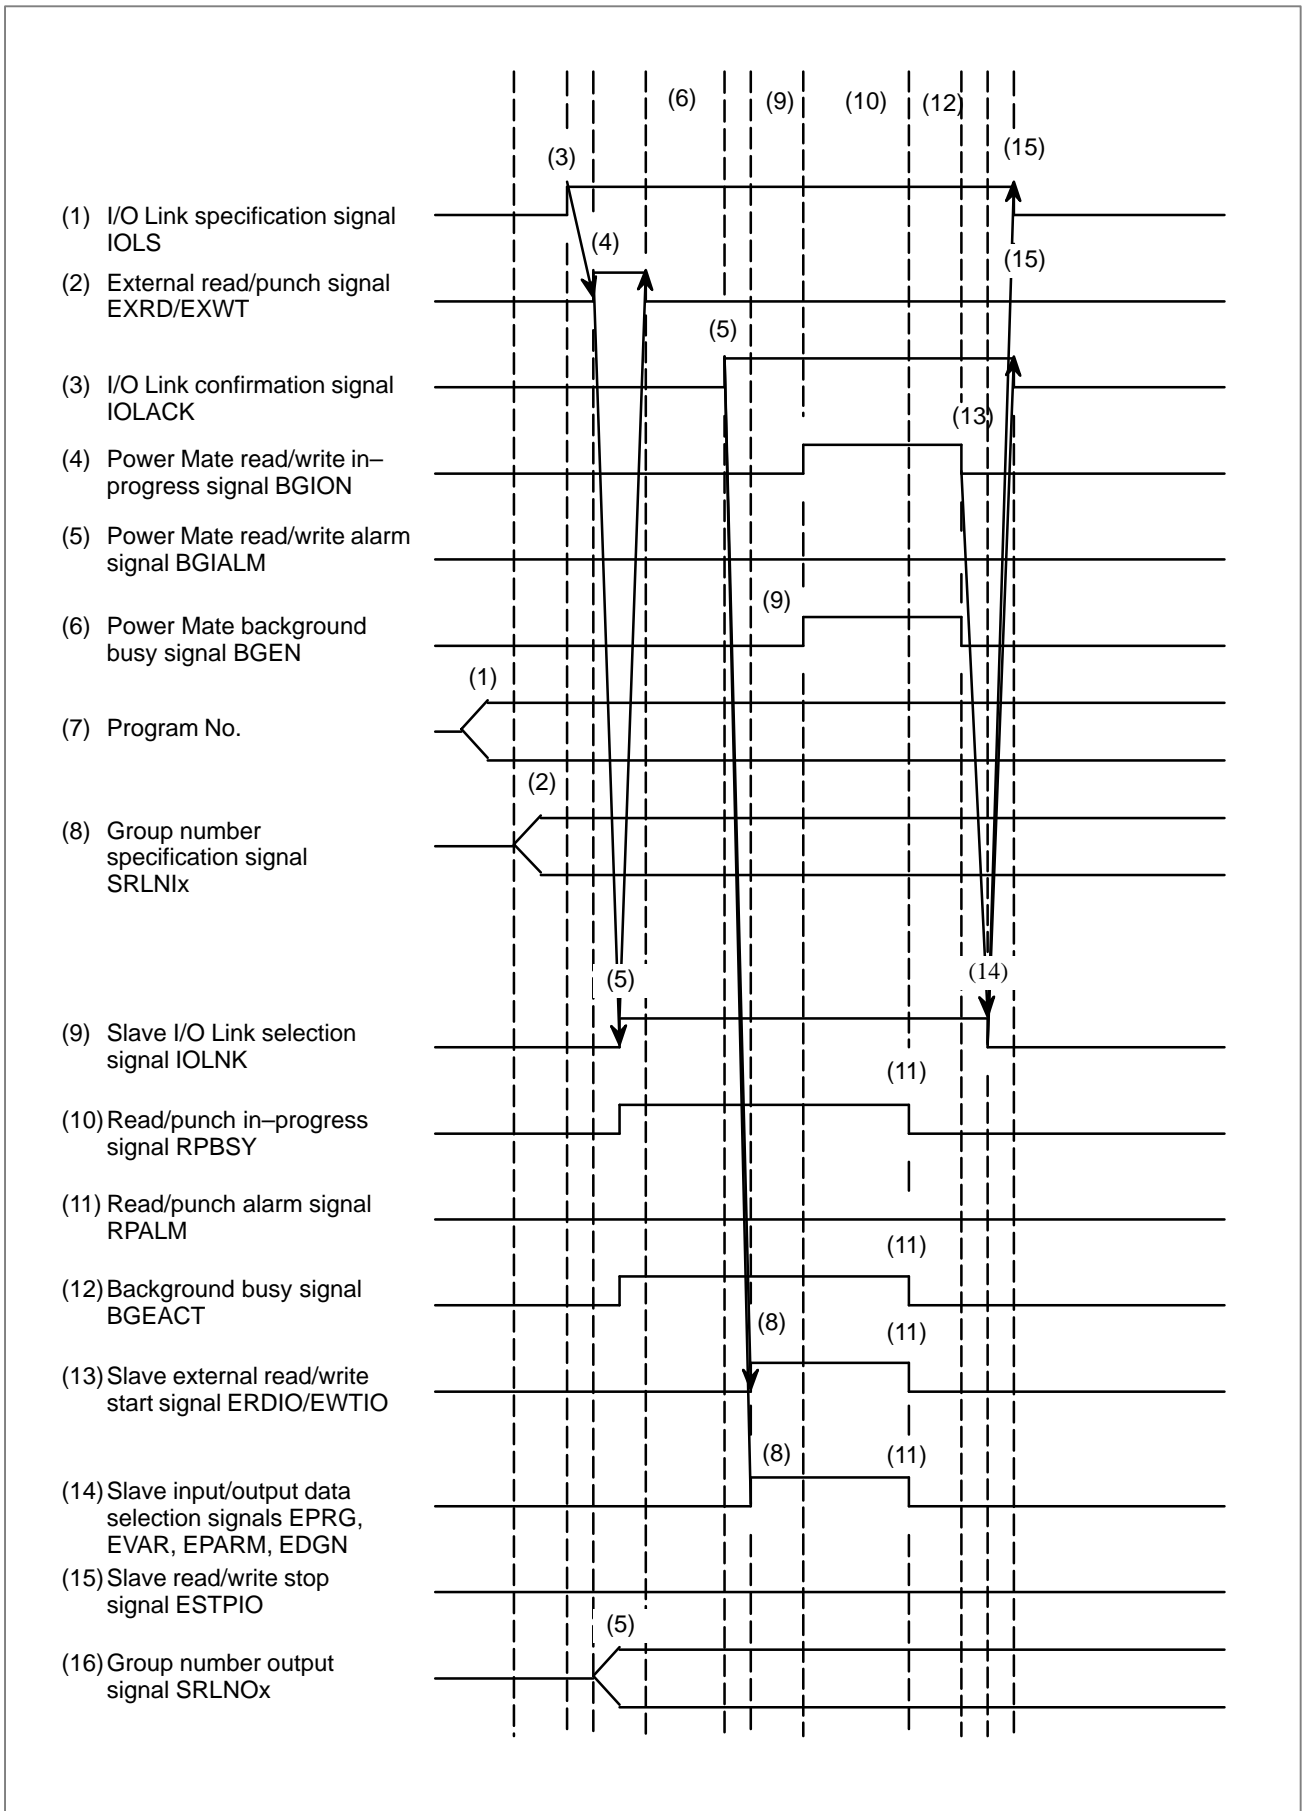 (6) (9) (10) (12)
(3) (15)
(1) I/O Link specification signal
IOLS
(4) (15)
(2) External read/punch signal
EXRD/EXWT
(5)
(3) I/O Link confirmation signal
IOLACK
(13)
(4) Power Mate read/write in–
progress signal BGION
(5) Power Mate read/write alarm
signal BGIALM
(9)
(6) Power Mate background
busy signal BGEN
(1)
(7) Program No.
(2)
(8) Group number
specification signal
SRLNIx
(5) (14)
(9) Slave I/O Link selection
signal IOLNK
(11)
(10) Read/punch in–progress
signal RPBSY
(11) Read/punch alarm signal
RPALM
(11)
(12) Background busy signal
BGEACT
(8) (11)
(13) Slave external read/write
start signal ERDIO/EWTIO
(8) (11)
(14) Slave input/output data
selection signals EPRG,
EVAR, EPARM, EDGN
(15) Slave read/write stop
signal ESTPIO
(5)
(16) Group number output
signal SRLNOx